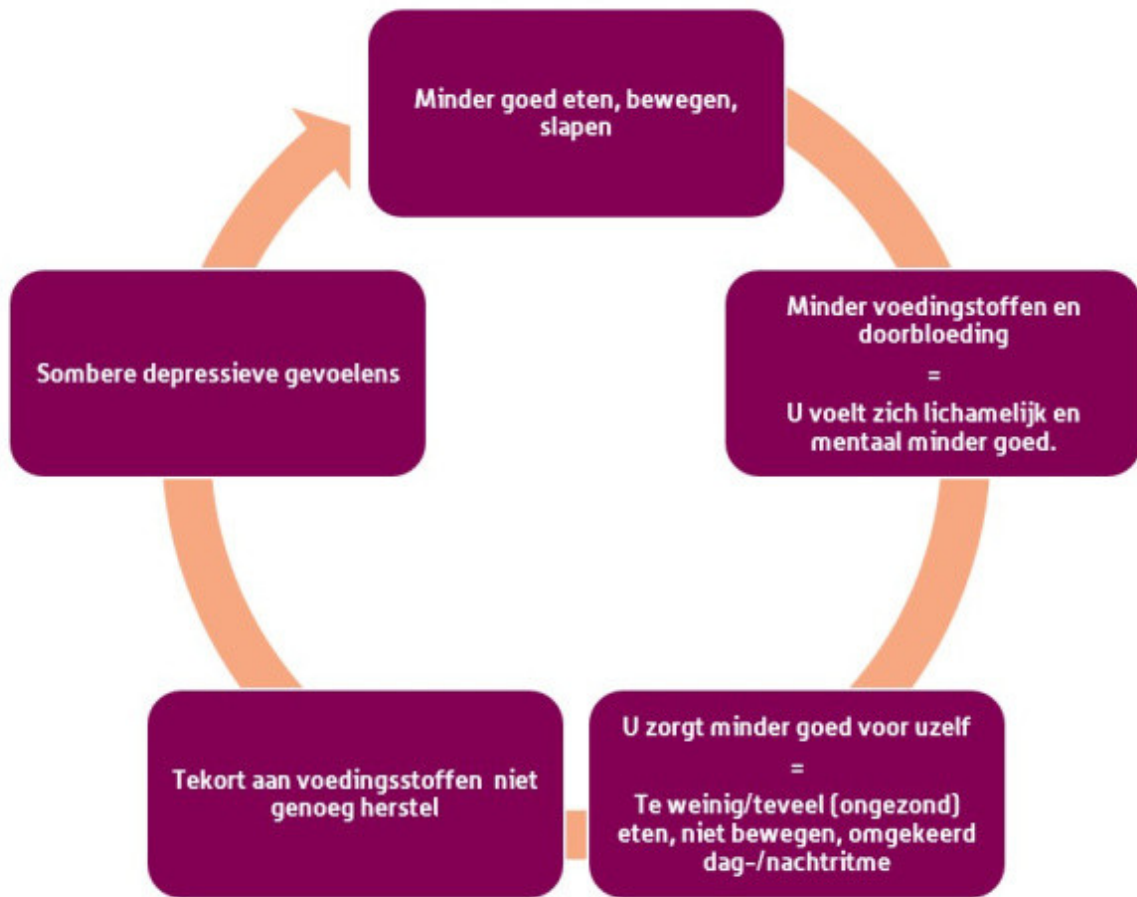 Minder goed eten, bewegen,
slapen
Minder voedingstoffen en
doorbloeding
=
U voelt zich lichamelijk en
mentaal minder goed.
U zorgt minder goed voor uzelf
=
Te weinig/teveel (ongezond)
eten, niet bewegen, omgekeerd
dag-/nachtritme
Tekort aan voedingsstoffen niet
genoeg herstel
Sombere depressieve gevoelens